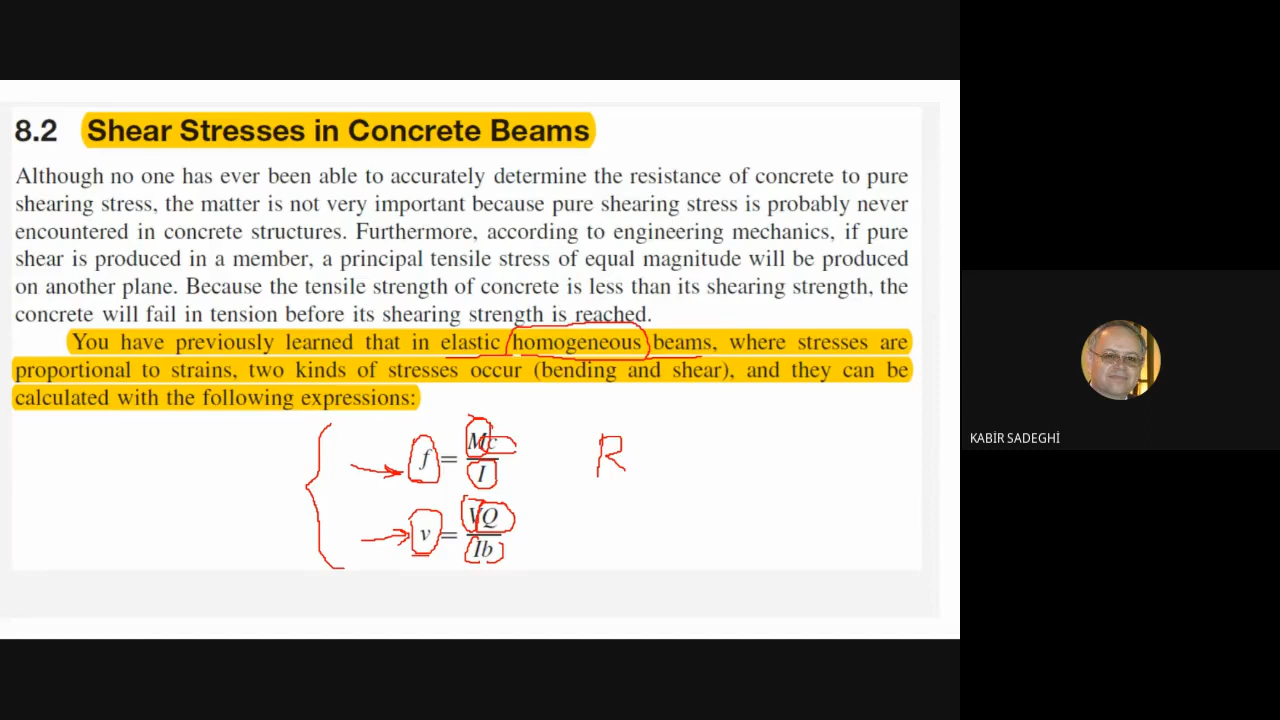 8.2 Shear Stresses in Concrete Beams
Although no one has ever been able to accurately determine the resistance of concrete to pure
shearing stress, the matter is not very important because pure shearing stress is probably never
encountered in concrete structures. Furthermore, according to engineering mechanics, if pure
shear is produced in a member, a principal tensile stress of equal magnitude will be produced
on another plane. Because the tensile strength of concrete is less than its shearing strength, the
concrete will fail in tension before its shearing strength is reached.
You have previously learned that in elastic homogeneous beams, where stresses are
proportional to strains, two kinds of stresses occur (bending and shear), and they can be
calculated with the following expressions:
f = Mc / I R
v = VQ / Ib
KABİR SADEGHİ